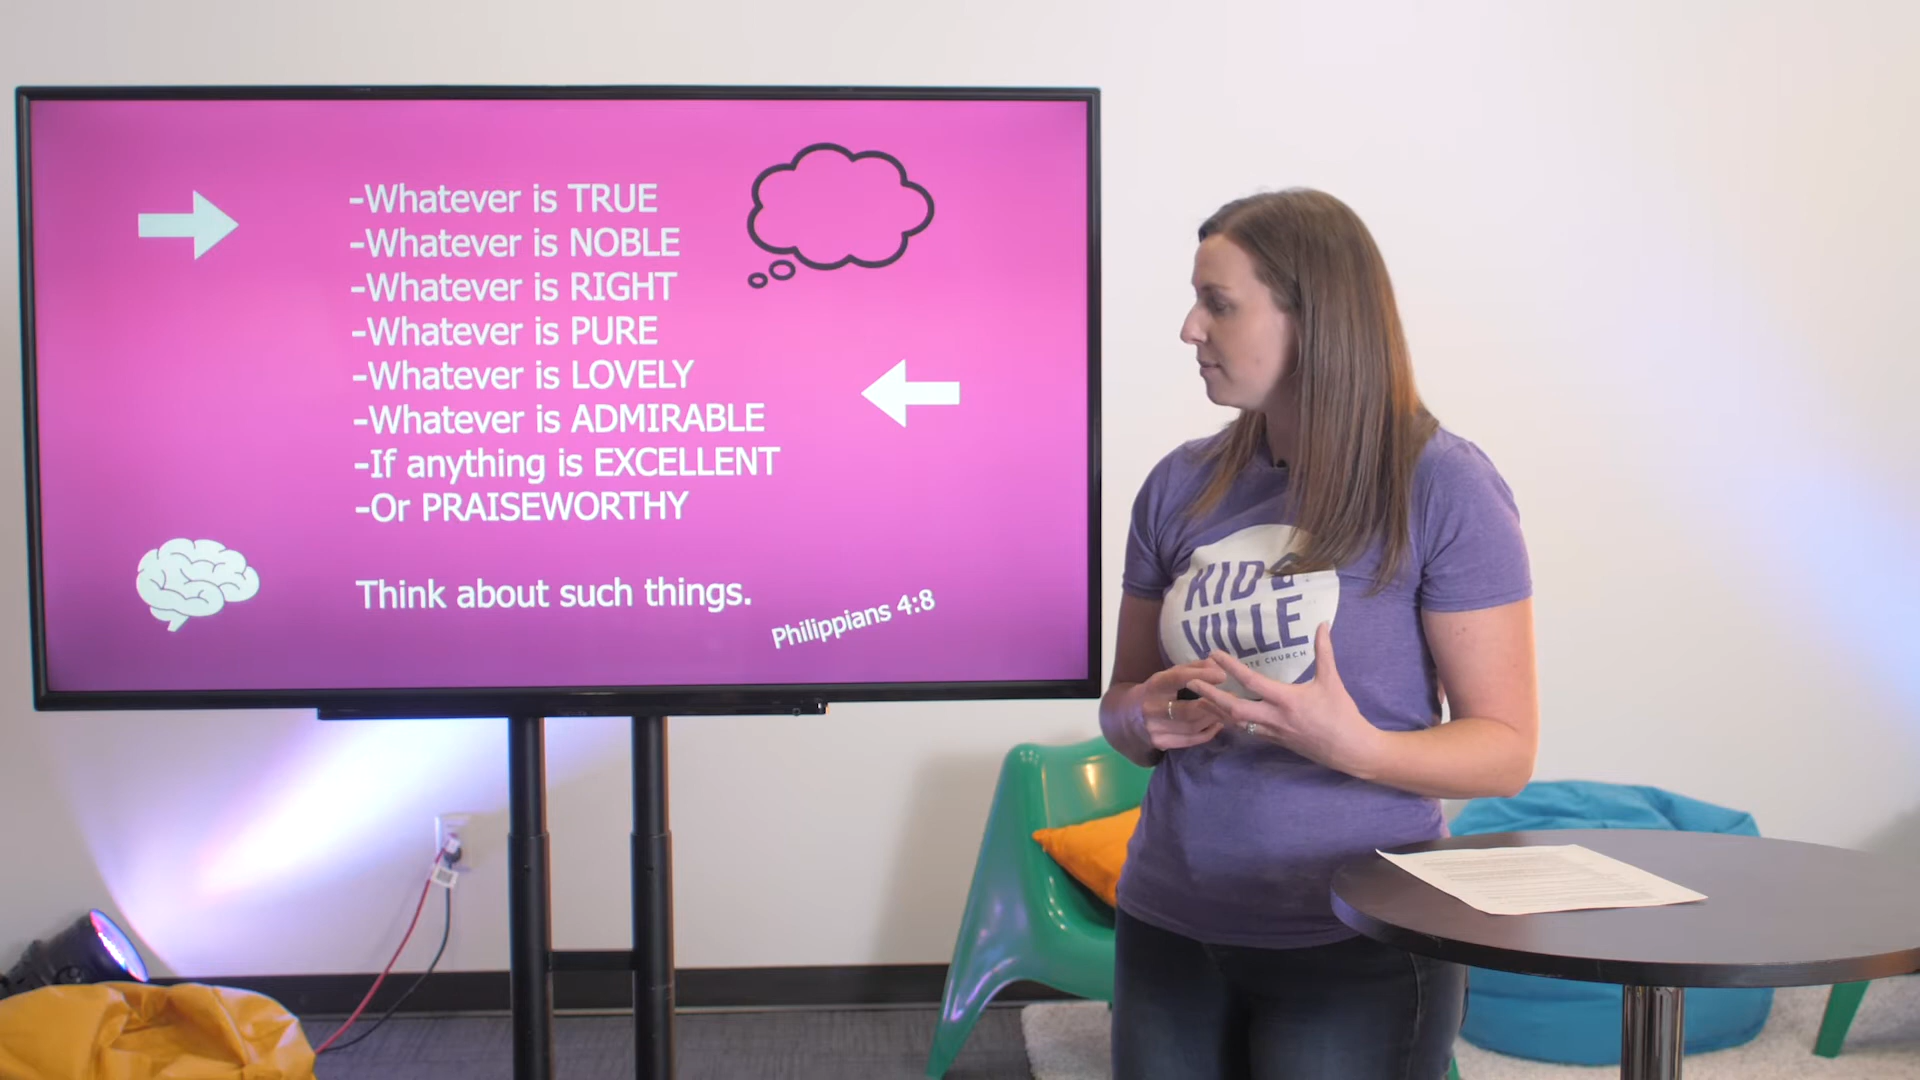 -Whatever is TRUE
-Whatever is NOBLE
-Whatever is RIGHT
-Whatever is PURE
-Whatever is LOVELY
-Whatever is ADMIRABLE
-If anything is EXCELLENT
-Or PRAISEWORTHY
Think about such things.
Philippians 4:8
VILLE
CHURCH